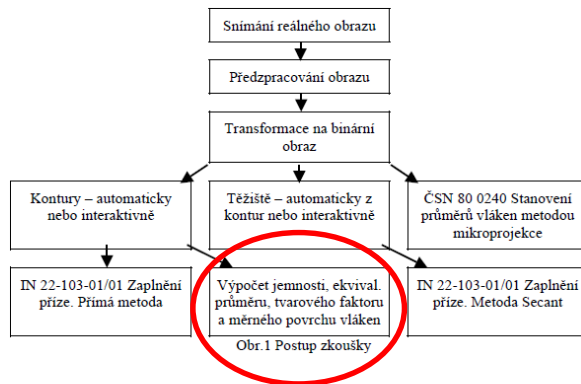 Snímání reálného obrazu
Předzpracování obrazu
Transformace na binární
obraz
Kontury – automaticky
nebo interaktivně
Těžiště – automaticky z
kontur nebo interaktivně
ČSN 80 0240 Stanovení
průměrů vláken metodou
mikroprojekce
IN 22-103-01/01 Zaplnění
příze. Přímá metoda
Výpočet jemnosti, ekvival.
průměru, tvarového faktoru
a měrného povrchu vláken
IN 22-103-01/01 Zaplnění
příze. Metoda Secant
Obr.1 Postup zkoušky